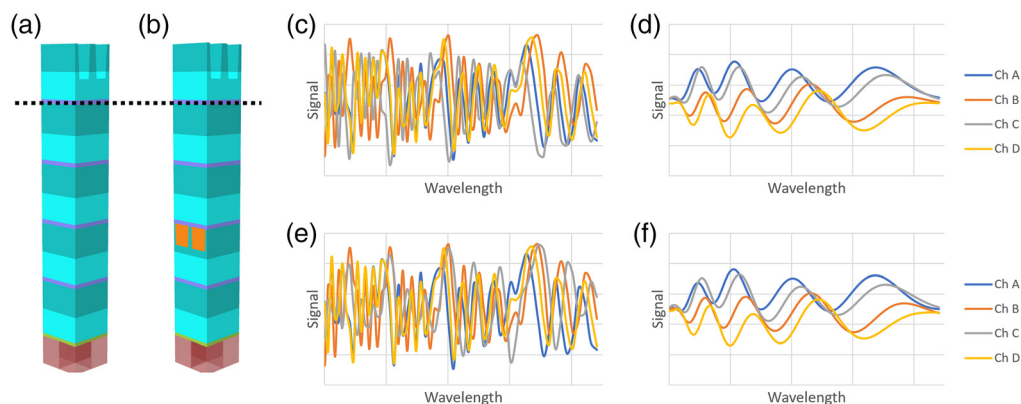 (a)
(b)
(c)
Signal
Wavelength
(d)
Signal
Wavelength
Ch A
Ch B
Ch C
Ch D
(e)
Signal
Wavelength
(f)
Signal
Wavelength
Ch A
Ch B
Ch C
Ch D